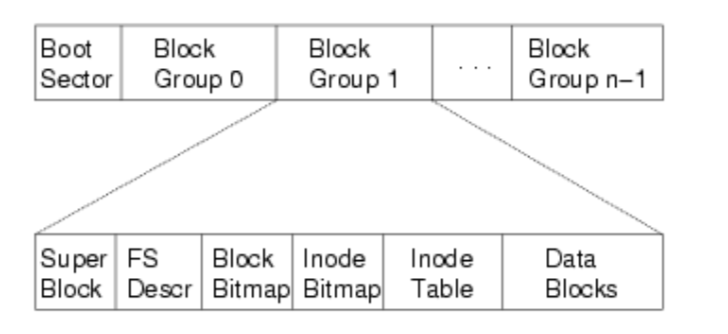 Boot Sector
Block Group 0
Block Group 1
. . .
Block Group n−1
Super Block
FS Descr
Block Bitmap
Inode Bitmap
Inode Table
Data Blocks